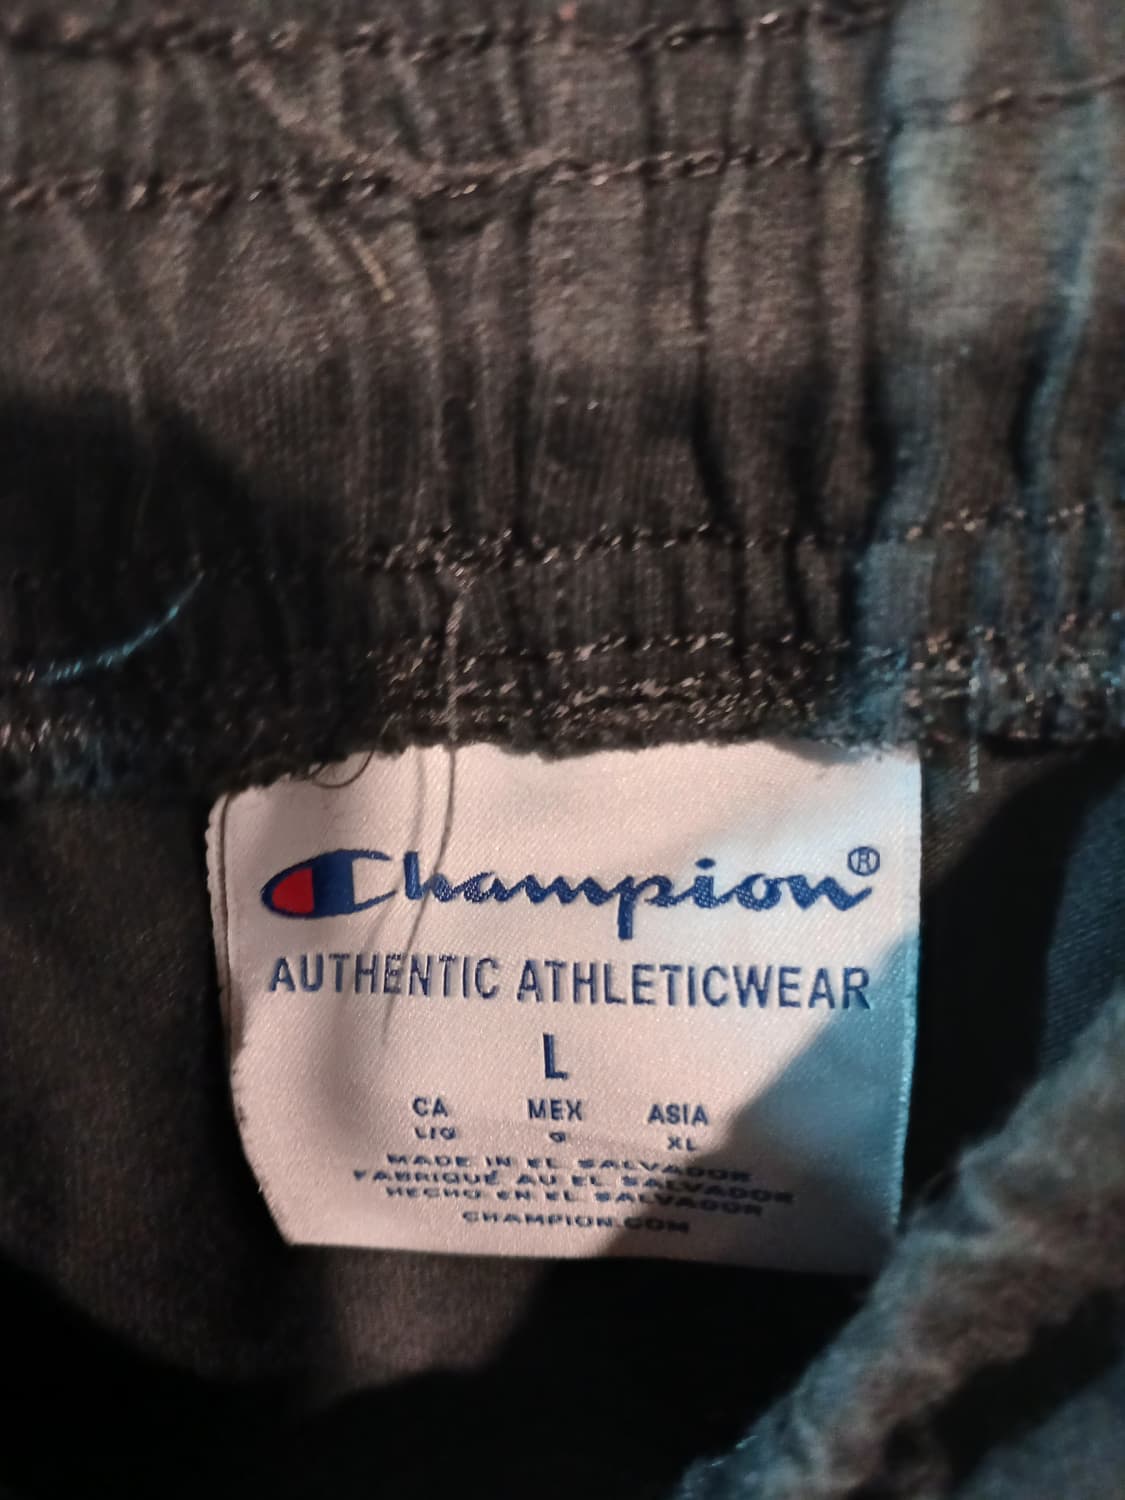 Champion®
AUTHENTIC ATHLETICWEAR
L
CA MEX ASIA
L/G G XL
MADE IN EL SALVADOR
FABRIQUÉ AU EL SALVADOR
HECHO EN EL SALVADOR
CHAMPION.COM